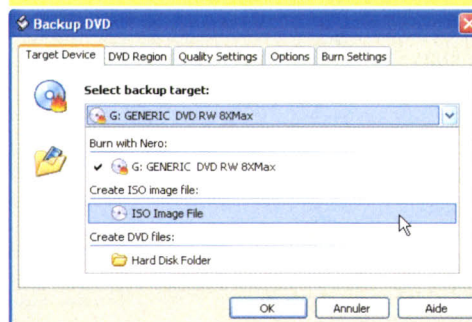 Backup DVD
Target Device DVD Region Quality Settings Options Burn Settings
Select backup target:
G: GENERIC DVD RW 8XMax
Burn with Nero:
G: GENERIC DVD RW 8XMax
Create ISO image file:
ISO Image File
Create DVD files:
Hard Disk Folder
OK Annuler Aide